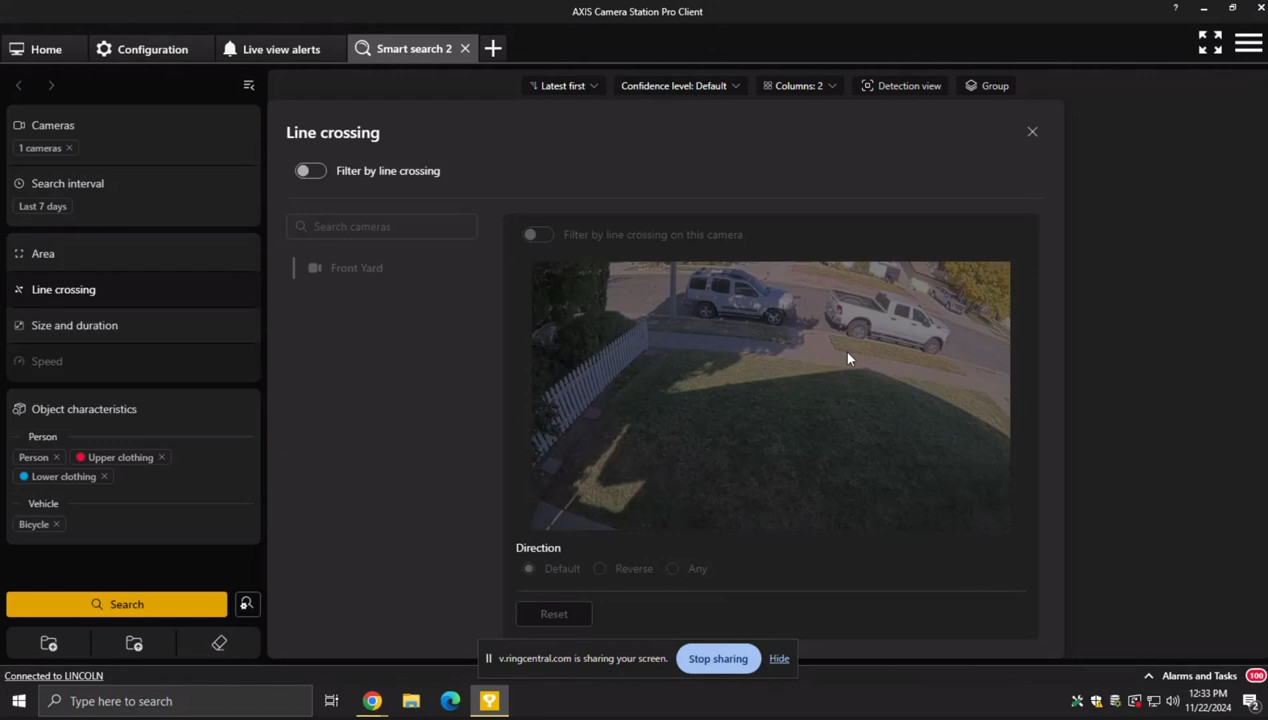 AXIS Camera Station Pro Client
?
Home
Configuration
Live view alerts
Smart search 2
Latest first
Confidence level: Default
Columns: 2
Detection view
Group
Cameras
1 cameras
Search interval
Last 7 days
Area
Line crossing
Size and duration
Speed
Object characteristics
Person
Person
Upper clothing
Lower clothing
Vehicle
Bicycle
Search
Line crossing
Filter by line crossing
Search cameras
Front Yard
Filter by line crossing on this camera
Direction
Default
Reverse
Any
Reset
v.ringcentral.com is sharing your screen.
Stop sharing
Hide
Connected to LINCOLN
Alarms and Tasks
100
Type here to search
12:33 PM
11/22/2024
2